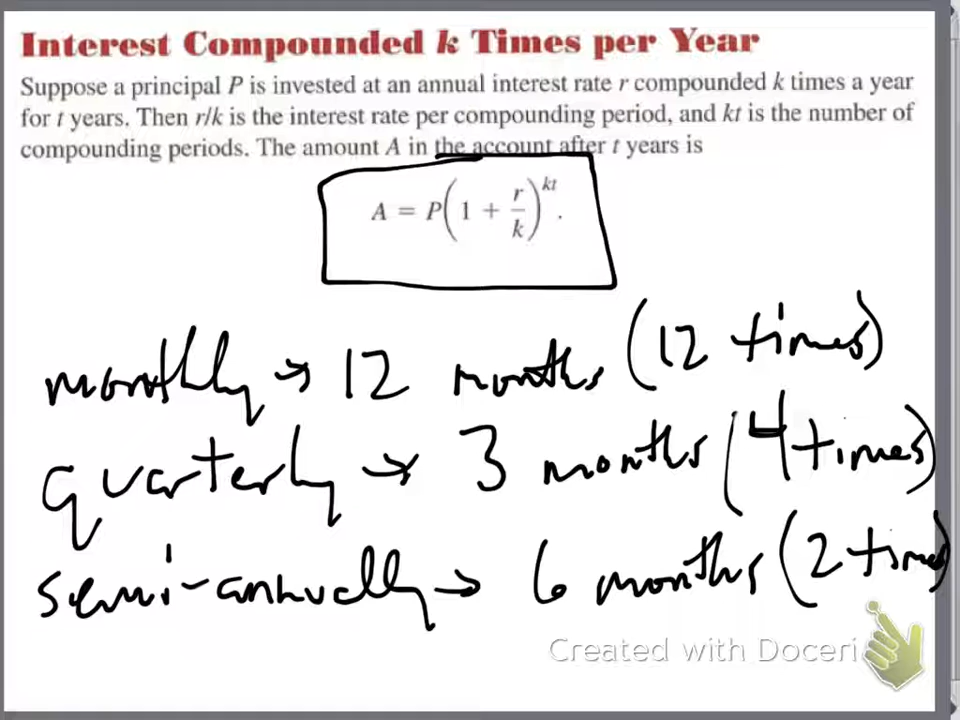 Interest Compounded k Times per Year
Suppose a principal P is invested at an annual interest rate r compounded k times a year
for t years. Then r/k is the interest rate per compounding period, and kt is the number of
compounding periods. The amount A in the account after t years is
A = P(1 + r/k)^kt.
monthly → 12 months (12 times)
quarterly → 3 months (4 times)
semi-annually → 6 months (2 times)
Created with Doceri